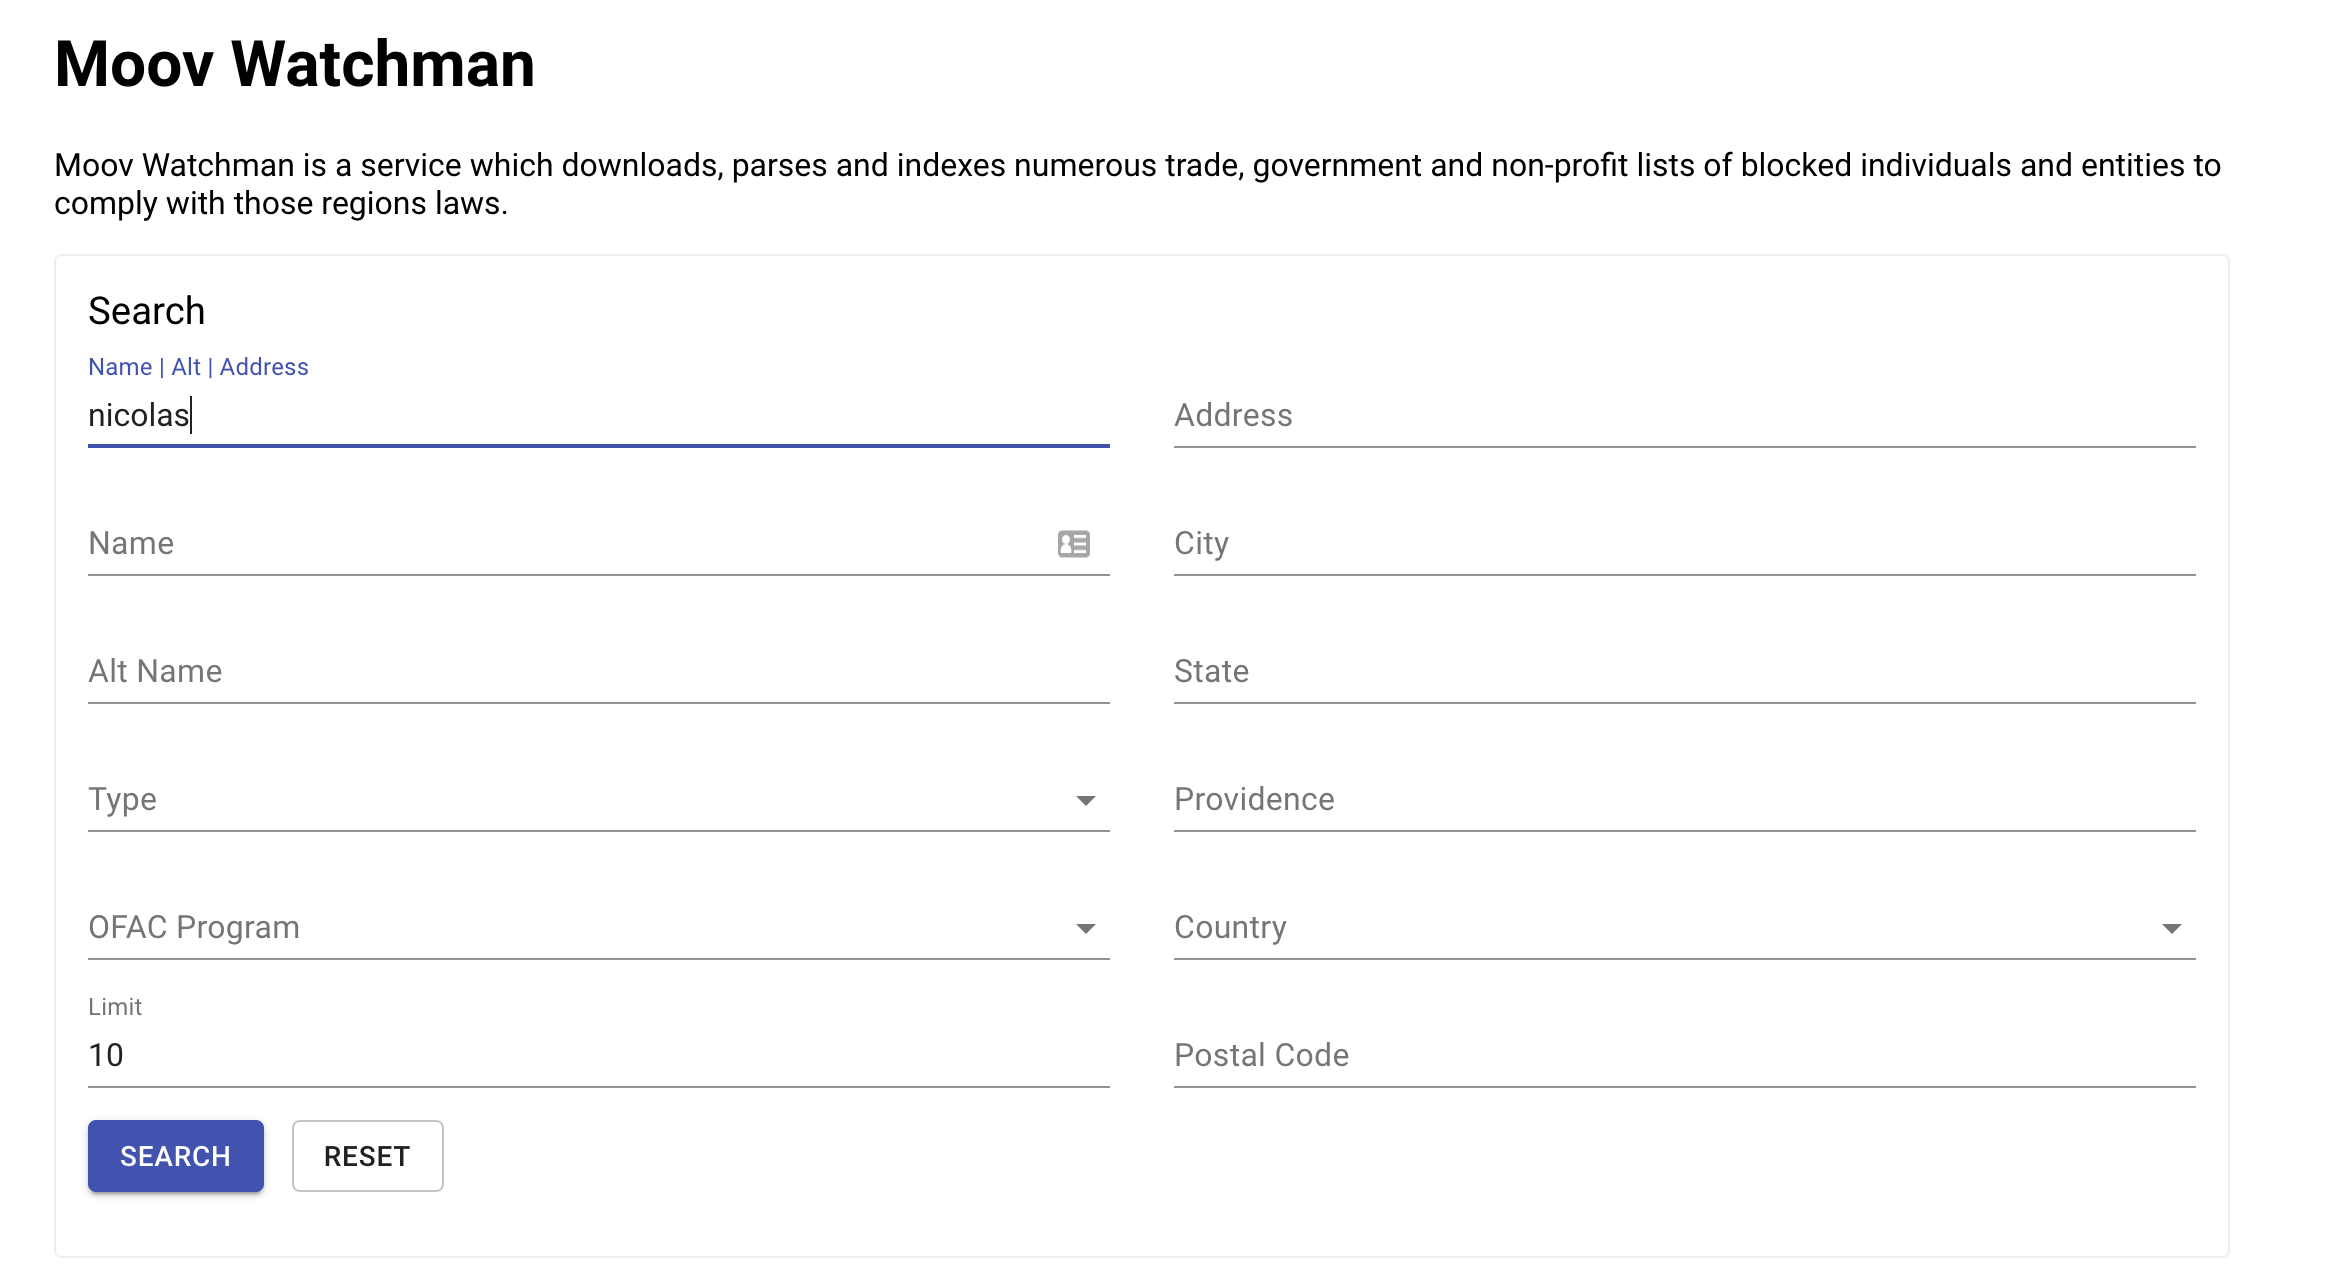 Moov Watchman
Moov Watchman is a service which downloads, parses and indexes numerous trade, government and non-profit lists of blocked individuals and entities to
comply with those regions laws.
Search
Name | Alt | Address
nicolas
Address
Name
City
Alt Name
State
Type
Providence
OFAC Program
Country
Limit
10
Postal Code
SEARCH
RESET